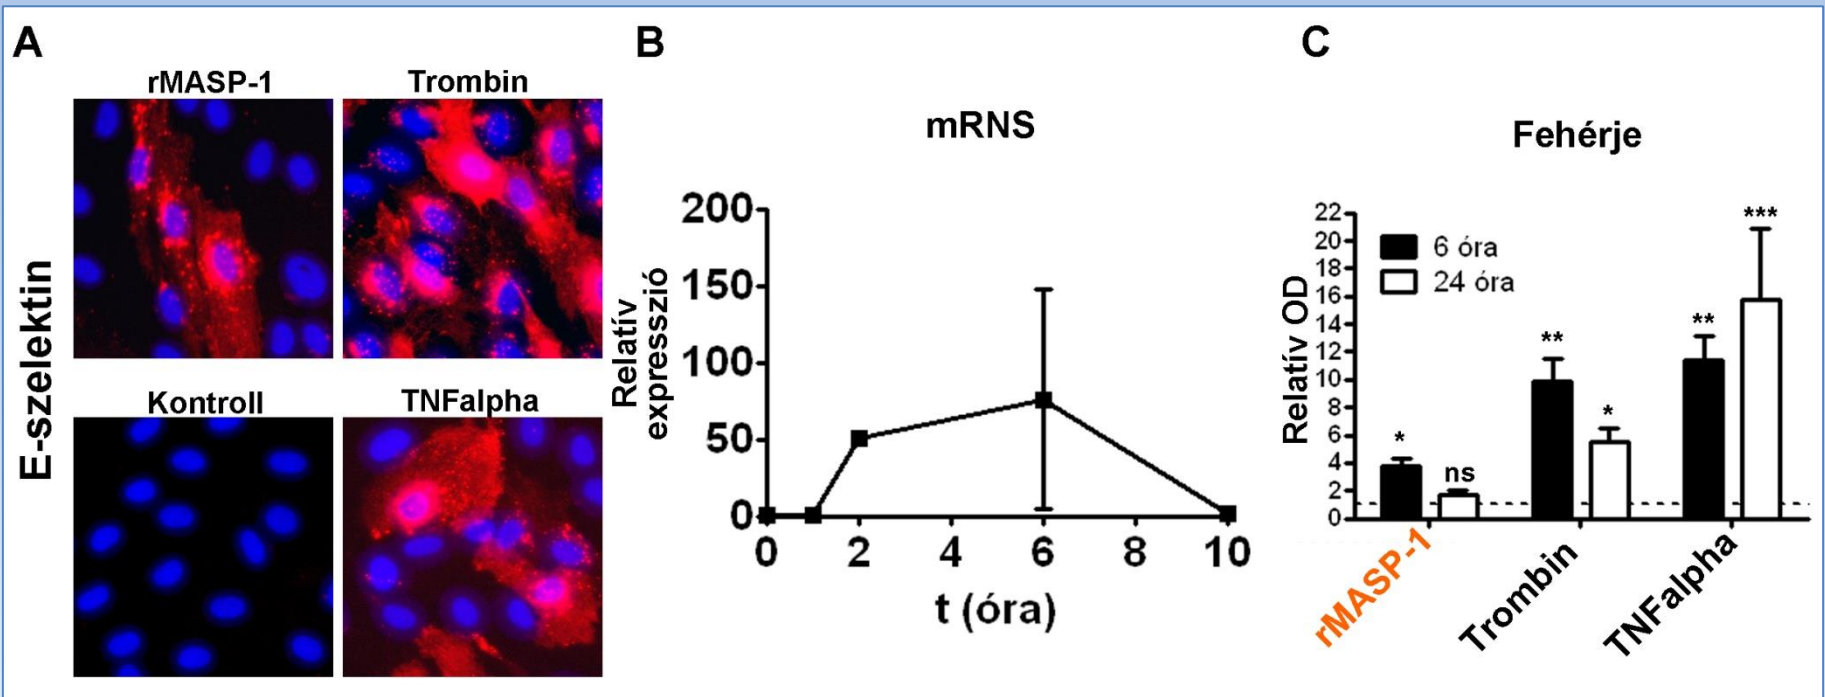 A
rMASP-1
Trombin
Kontroll
TNFalpha
E-szelektin
B
mRNS
Relatív
expresszió
200
150
100
50
0
0 2 4 6 8 10
t (óra)
C
Fehérje
Relatív OD
22
20
18
16
14
12
10
8
6
4
2
0
6 óra
24 óra
*
ns
**
*
**
***
rMASP-1
Trombin
TNFalpha